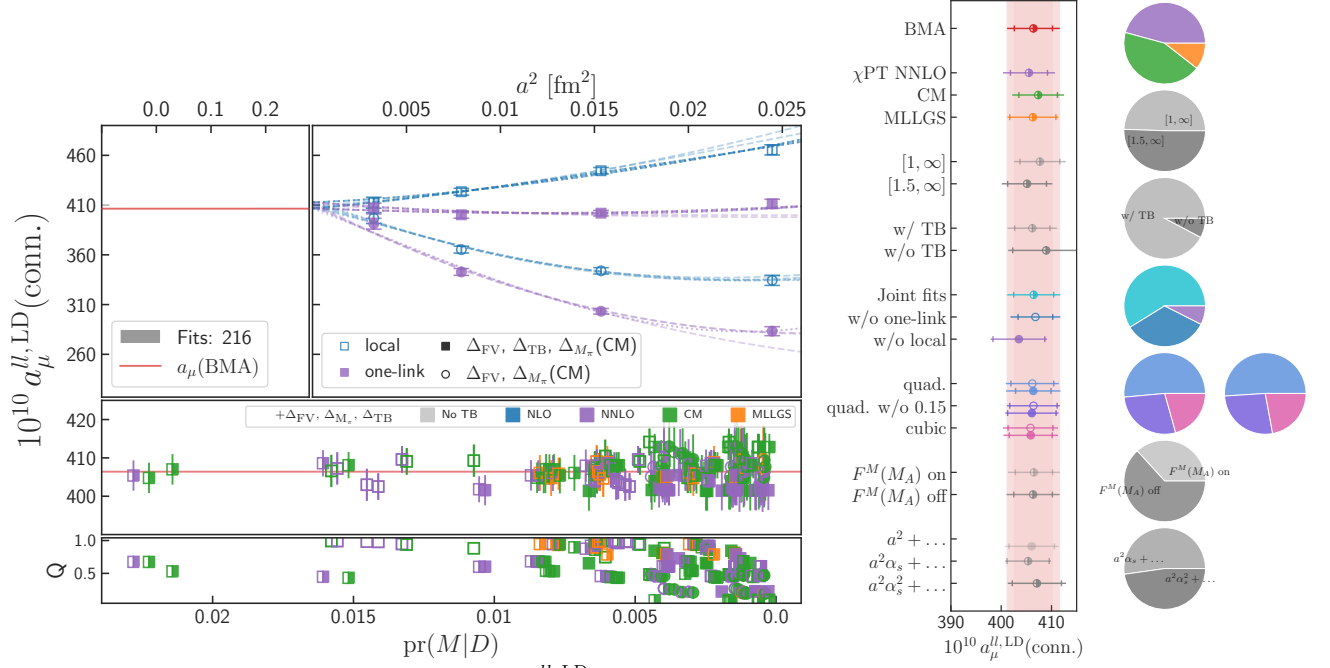 a² [fm²]
0.0 0.1 0.2 0.005 0.010 0.015 0.02 0.025
10¹⁰ a_μ^{ll,LD}(conn.)
460
410
360
310
260
Fits: 216
a_μ(BMA)
local
one-link
Δ_FV, Δ_TB, Δ_{M_π}(CM)
Δ_FV, Δ_{M_π}(CM)
+Δ_FV, Δ_{M_π}, Δ_TB No TB NLO NNLO CM MLLGS
420
410
400
Q
1.0
0.5
0.02 0.015 0.01 0.005 0.0
pr(M|D)
ll, LD
BMA
χPT NNLO
CM
MLLGS
[1, ∞]
[1.5, ∞]
w/ TB
w/o TB
Joint fits
w/o one-link
w/o local
quad.
quad. w/o 0.15
cubic
F^M(M_A) on
F^M(M_A) off
a² + ...
a²α_s + ...
a²α_s² + ...
390 400 410
10¹⁰ a_μ^{ll,LD}(conn.)
[1, ∞]
[1.5, ∞]
w/ TB
w/o TB
F^M(M_A) on
F^M(M_A) off
a²α_s + ...
a²α_s² + ...